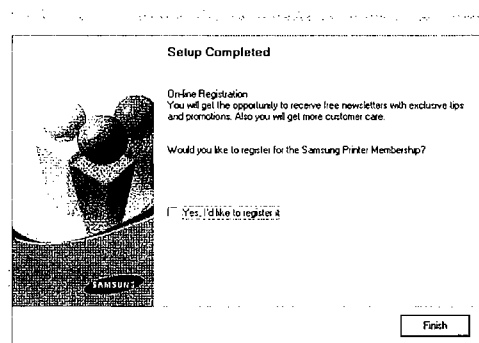 Setup Completed
On-line Registration
You will get the opportunity to receive free newsletters with exclusive tips
and promotions. Also you will get more customer care.
Would you like to register for the Samsung Printer Membership?
Yes, I'd like to register it
SAMSUNG
Finish